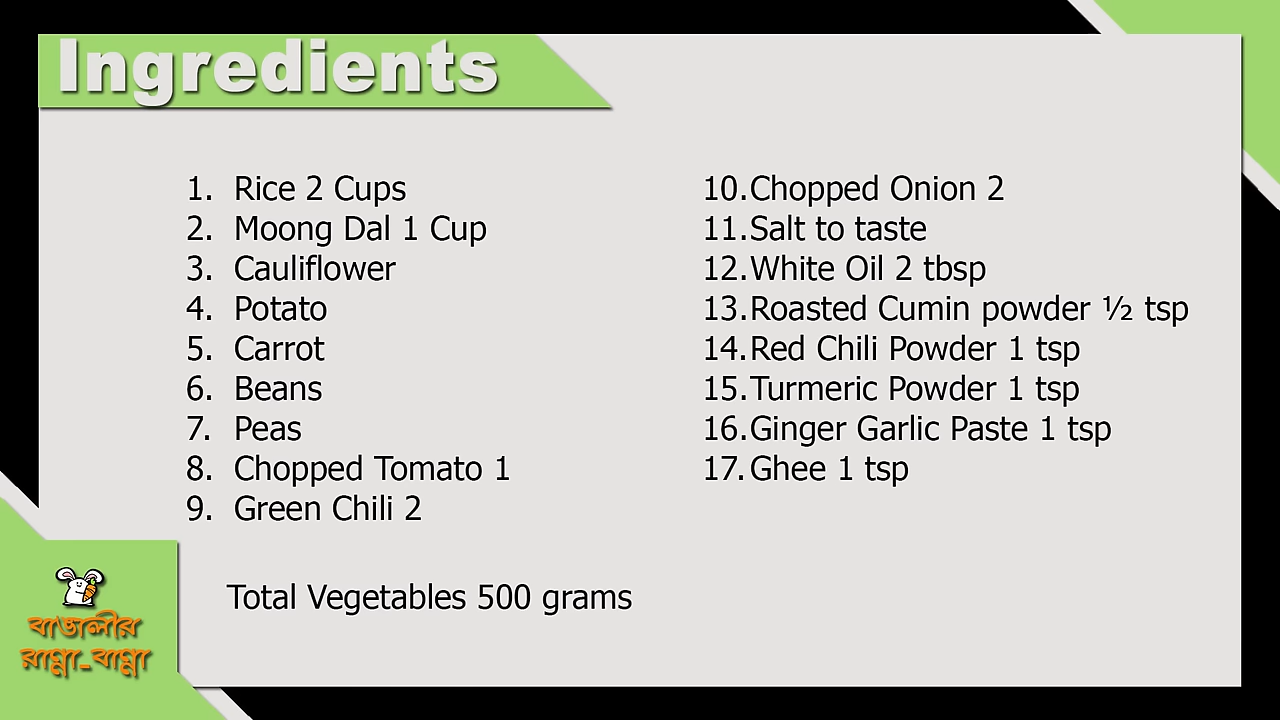 Ingredients
1. Rice 2 Cups
2. Moong Dal 1 Cup
3. Cauliflower
4. Potato
5. Carrot
6. Beans
7. Peas
8. Chopped Tomato 1
9. Green Chili 2
10.Chopped Onion 2
11.Salt to taste
12.White Oil 2 tbsp
13.Roasted Cumin powder ½ tsp
14.Red Chili Powder 1 tsp
15.Turmeric Powder 1 tsp
16.Ginger Garlic Paste 1 tsp
17.Ghee 1 tsp
Total Vegetables 500 grams
বাঙালীর
রান্না-বান্না